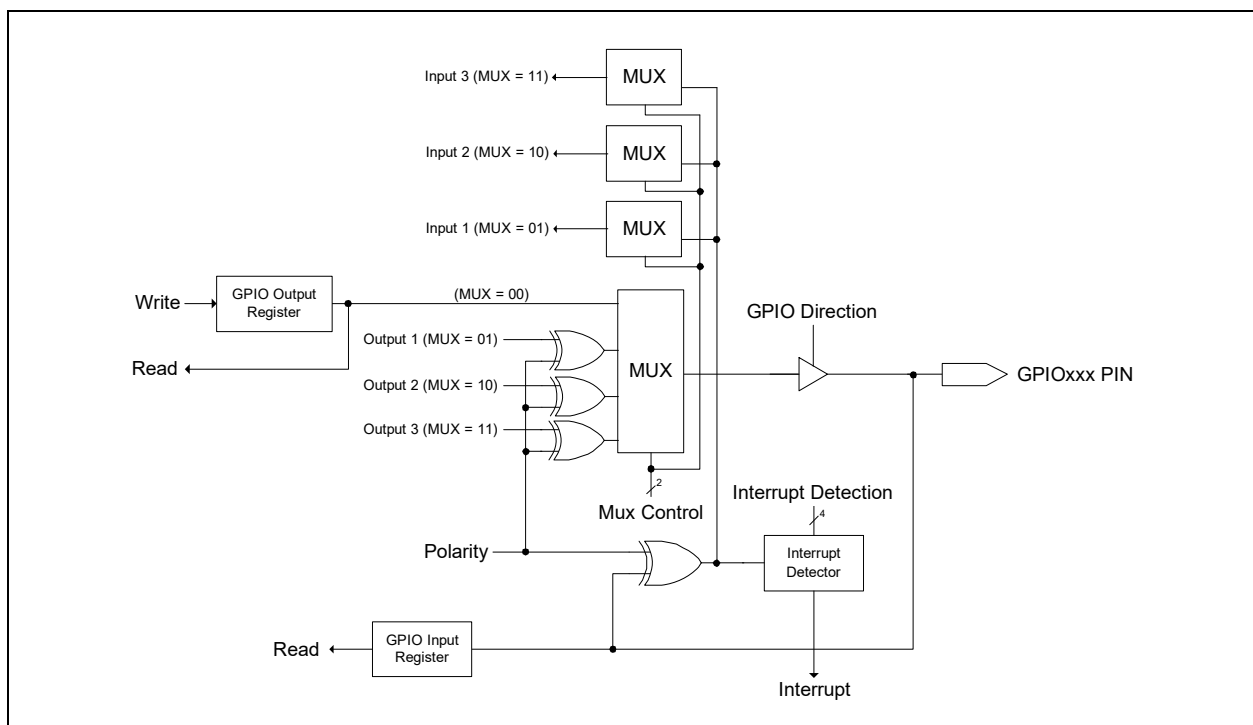 Input 3 (MUX = 11)
MUX
Input 2 (MUX = 10)
MUX
Input 1 (MUX = 01)
MUX
Write
GPIO Output
Register
(MUX = 00)
GPIO Direction
Read
Output 1 (MUX = 01)
Output 2 (MUX = 10)
Output 3 (MUX = 11)
MUX
GPIOxxx PIN
2
Mux Control
Interrupt Detection
4
Polarity
Interrupt
Detector
Read
GPIO Input
Register
Interrupt